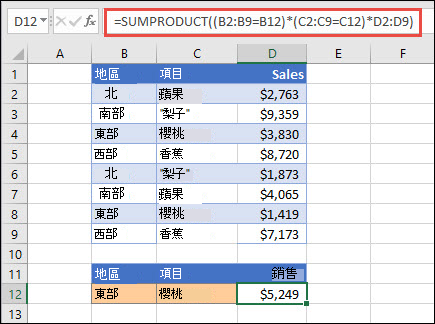 D12 =SUMPRODUCT((B2:B9=B12)*(C2:C9=C12)*D2:D9)
A B C D
1 地區 項目 Sales
2 北 蘋果 $2,763
3 南部 "梨子" $9,359
4 東部 櫻桃 $3,830
5 西部 香蕉 $8,720
6 北 "梨子" $1,873
7 南部 蘋果 $4,065
8 東部 櫻桃 $1,419
9 西部 香蕉 $7,173
10
11 地區 項目 銷售
12 東部 櫻桃 $5,249
13